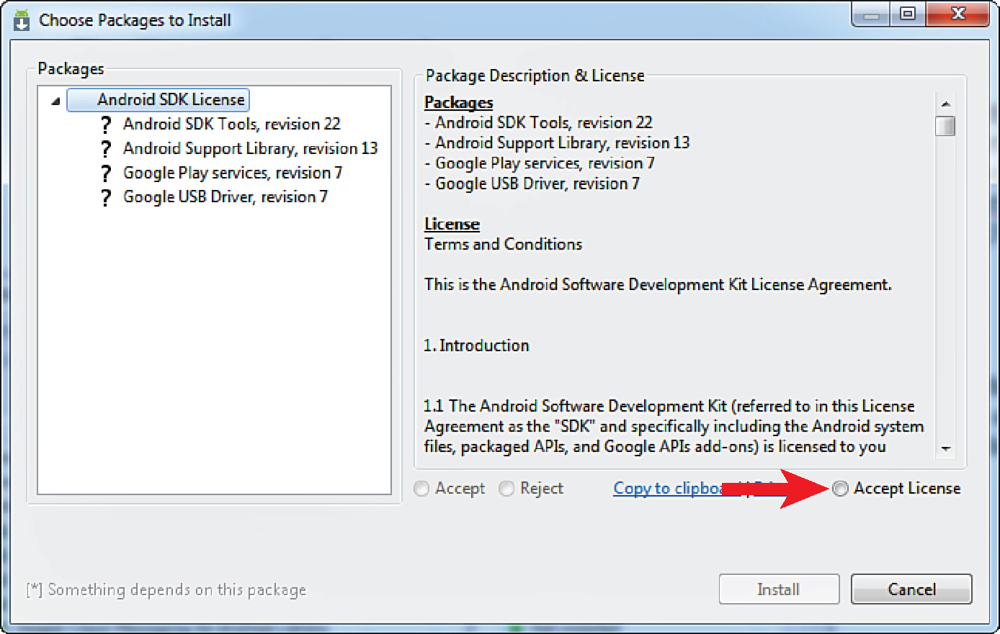 Choose Packages to Install
Packages
Android SDK License
? Android SDK Tools, revision 22
? Android Support Library, revision 13
? Google Play services, revision 7
? Google USB Driver, revision 7
Package Description & License
Packages
- Android SDK Tools, revision 22
- Android Support Library, revision 13
- Google Play services, revision 7
- Google USB Driver, revision 7
License
Terms and Conditions
This is the Android Software Development Kit License Agreement.
1. Introduction
1.1 The Android Software Development Kit (referred to in this License
Agreement as the "SDK" and specifically including the Android system
files, packaged APIs, and Google APIs add-ons) is licensed to you
Accept Reject Copy to Accept License
[*] Something depends on this package
Install Cancel